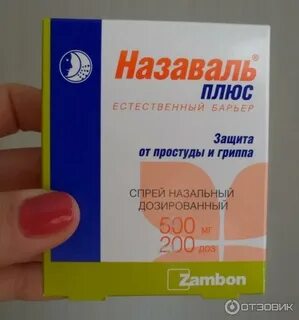 Назаваль®
ПЛЮС
ЕСТЕСТВЕННЫЙ БАРЬЕР
Защита
от простуды и гриппа
СПРЕЙ НАЗАЛЬНЫЙ
ДОЗИРОВАННЫЙ
500 мг
200 доз
Zambon
ОТЗОВИК